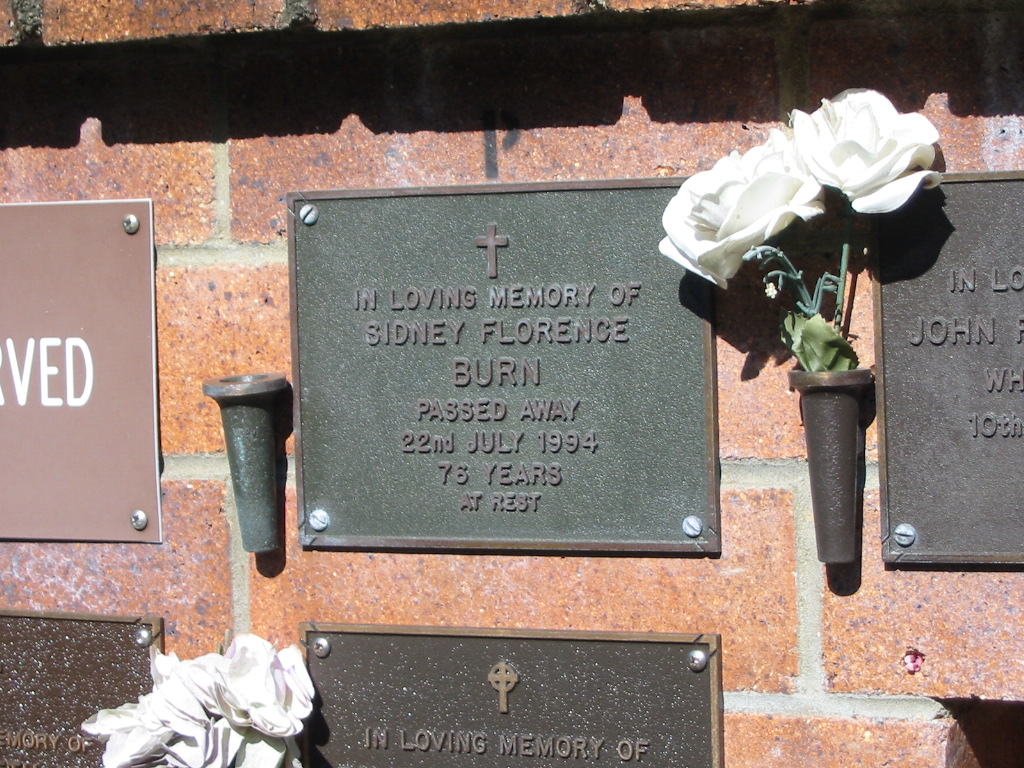 RVED
IN LOVING MEMORY OF
SIDNEY FLORENCE
BURN
PASSED AWAY
22nd JULY 1994
76 YEARS
AT REST
IN LO
JOHN
WH
10th
EMORY OF
IN LOVING MEMORY OF